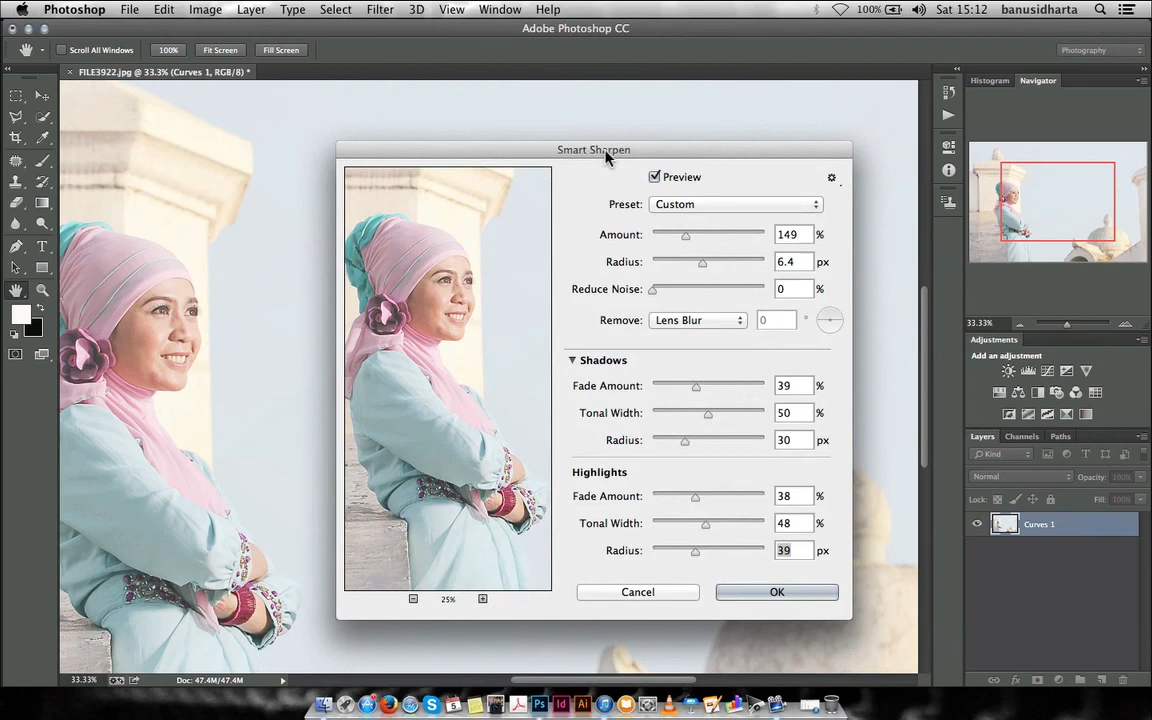 Photoshop File Edit Image Layer Type Select Filter 3D View Window Help 100% Sat 15:12 banusidharta
Adobe Photoshop CC
Scroll All Windows 100% Fit Screen Fill Screen Photography
× FILE3922.jpg @ 33.3% (Curves 1, RGB/8) *
Histogram Navigator
Smart Sharpen
Preview
Preset: Custom
Amount: 149 %
Radius: 6.4 px
Reduce Noise: 0 %
Remove: Lens Blur 0 °
Shadows
Fade Amount: 39 %
Tonal Width: 50 %
Radius: 30 px
Highlights
Fade Amount: 38 %
Tonal Width: 48 %
Radius: 39 px
Cancel OK
25%
33.33%
Adjustments
Add an adjustment
Layers Channels Paths
Kind
Normal Opacity: 100%
Lock: Fill: 100%
Curves 1
33.33% Doc: 47.4M/47.4M